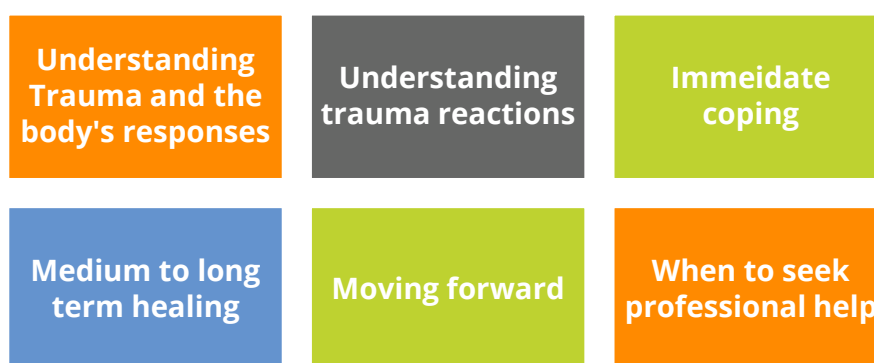 Understanding
Trauma and the
body's responses
Understanding
trauma reactions
Immeidate
coping
Medium to long
term healing
Moving forward
When to seek
professional help